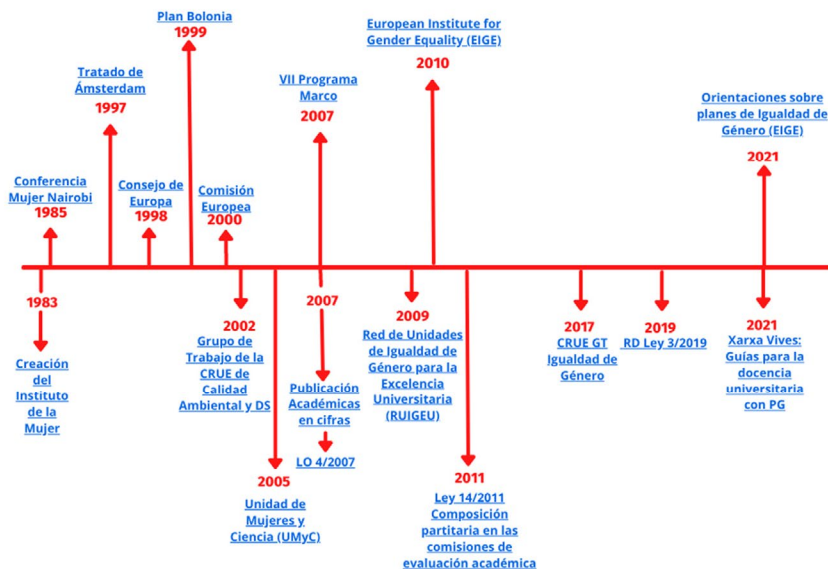 Plan Bolonia
1999
European Institute for
Gender Equality (EIGE)
2010
Tratado de
Ámsterdam
1997
VII Programa
Marco
2007
Orientaciones sobre
planes de Igualdad de
Género (EIGE)
2021
Conferencia
Mujer Nairobi
1985
Consejo de
Europa
1998
Comisión
Europea
2000
1983
Creación
del
Instituto
de la
Mujer
2002
Grupo de
Trabajo de la
CRUE de
Calidad
Ambiental y DS
2005
Unidad de
Mujeres y
Ciencia (UMyC)
2007
Publicación
Académicas
en cifras
LO 4/2007
2009
Red de Unidades
de Igualdad de
Género para la
Excelencia
Universitaria
(RUIGEU)
2011
Ley 14/2011
Composición
partitaria en las
comisiones de
evaluación académica
2017
CRUE GT
Igualdad de
Género
2019
RD Ley 3/2019
2021
Xarxa Vives:
Guías para la
docencia
universitaria
con PG